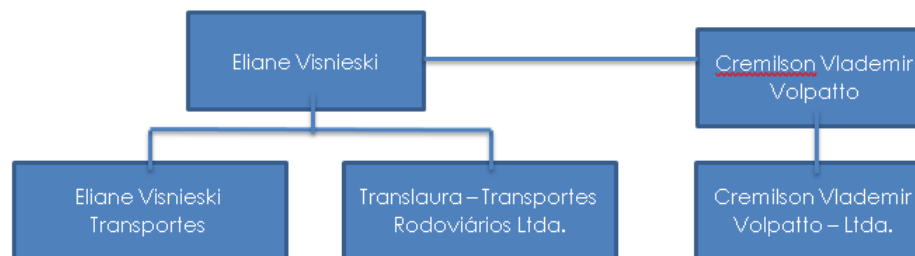 Eliane Visnieski
Cremilson Vlademir
Volpatto
Eliane Visnieski
Transportes
Translaura – Transportes
Rodoviários Ltda.
Cremilson Vlademir
Volpatto – Ltda.